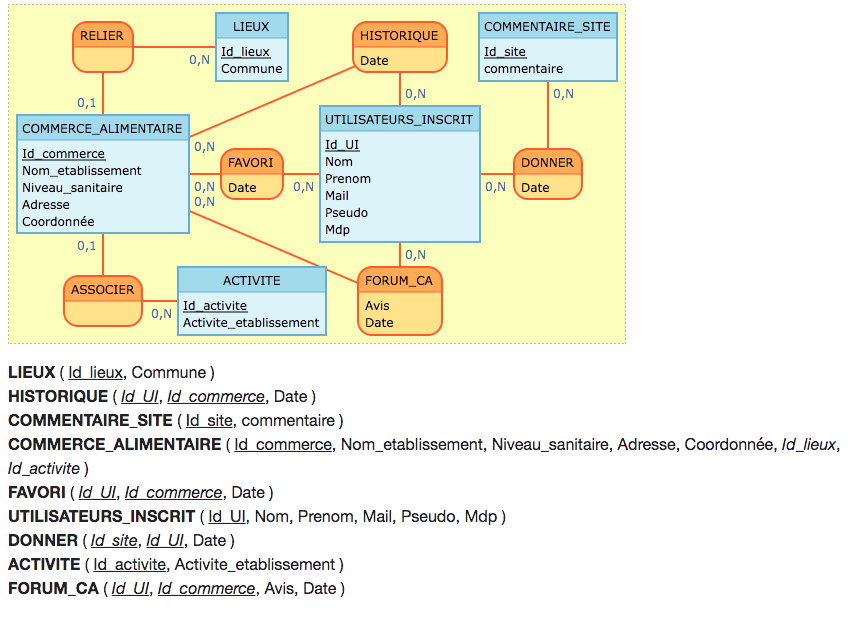 RELIER
LIEUX
Id_lieux
Commune
HISTORIQUE
Date
COMMENTAIRE_SITE
Id_site
commentaire
0,N
0,1
0,N
0,N
COMMERCE_ALIMENTAIRE
Id_commerce
Nom_etablissement
Niveau_sanitaire
Adresse
Coordonnée
0,N
0,N
0,N
FAVORI
Date
0,N
UTILISATEURS_INSCRIT
Id_UI
Nom
Prenom
Mail
Pseudo
Mdp
0,N
DONNER
Date
0,1
0,N
ASSOCIER
0,N
ACTIVITE
Id_activite
Activite_etablissement
FORUM_CA
Avis
Date
LIEUX ( Id_lieux, Commune )
HISTORIQUE ( Id_UI, Id_commerce, Date )
COMMENTAIRE_SITE ( Id_site, commentaire )
COMMERCE_ALIMENTAIRE ( Id_commerce, Nom_etablissement, Niveau_sanitaire, Adresse, Coordonnée, Id_lieux,
Id_activite )
FAVORI ( Id_UI, Id_commerce, Date )
UTILISATEURS_INSCRIT ( Id_UI, Nom, Prenom, Mail, Pseudo, Mdp )
DONNER ( Id_site, Id_UI, Date )
ACTIVITE ( Id_activite, Activite_etablissement )
FORUM_CA ( Id_UI, Id_commerce, Avis, Date )